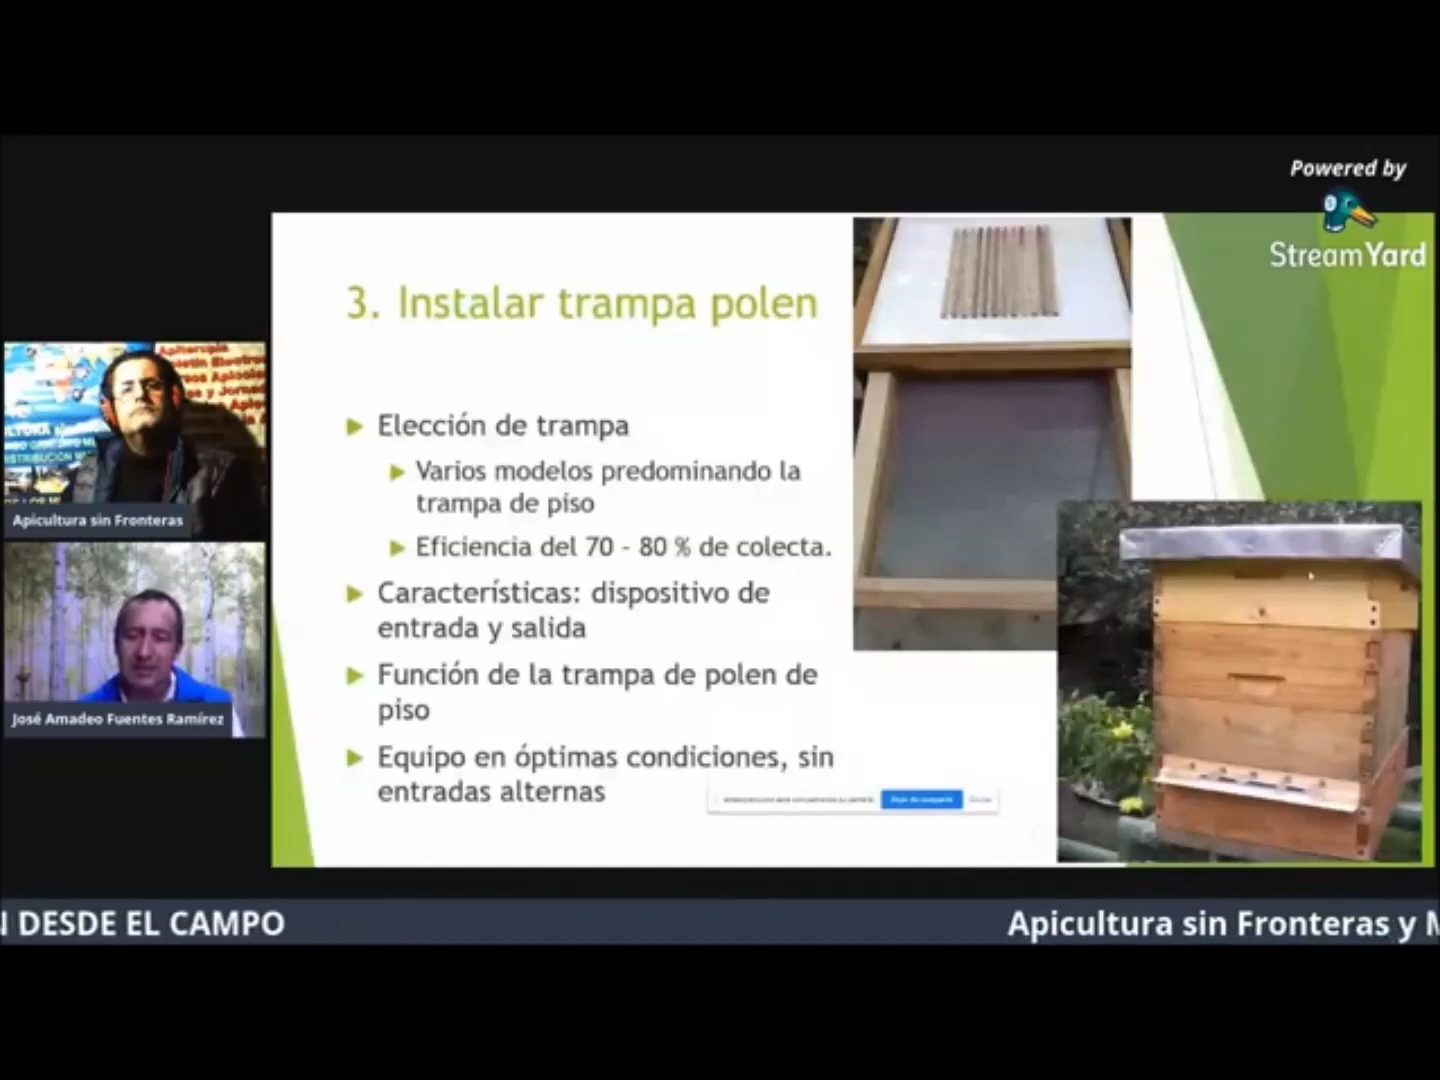 Powered by
StreamYard
3. Instalar trampa polen
Elección de trampa
Varios modelos predominando la
trampa de piso
Eficiencia del 70 - 80 % de colecta.
Características: dispositivo de
entrada y salida
Función de la trampa de polen de
piso
Equipo en óptimas condiciones, sin
entradas alternas
Apiterapia
Apicultura sin Fronteras
José Amadeo Fuentes Ramírez
N DESDE EL CAMPO
Apicultura sin Fronteras y M